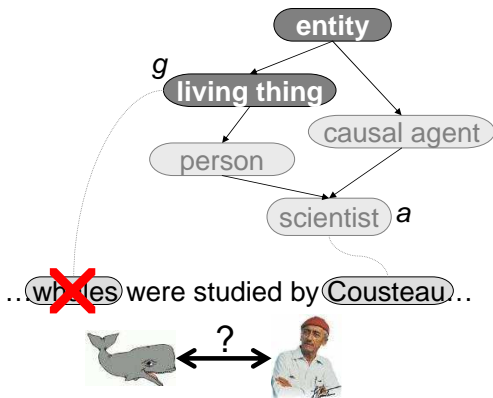 entity
g
living thing
causal agent
person
scientist a
…whales were studied by Cousteau…
?